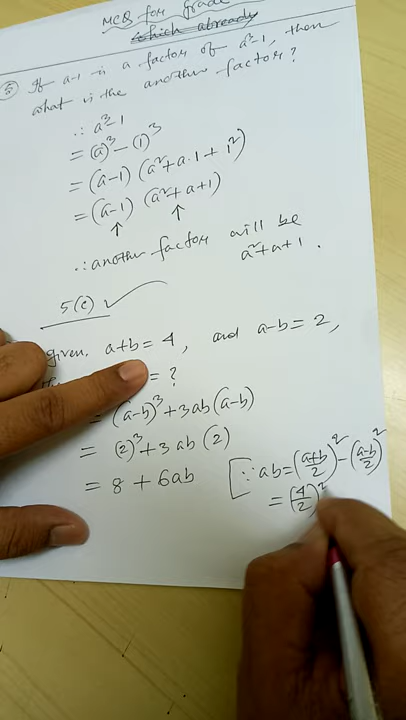 MCQ for grade
which already
If a-1 is a factor of a³-1, then
what is the another factor?
∴ a³-1
= (a)³ - (1)³
= (a-1) (a²+a·1+1²)
= (a-1) (a²+a+1)
↑ ↑
∴ another factor will be
a²+a+1.
5(c) ✓
given, a+b = 4, and a-b = 2,
= ?
= (a-b)³ + 3ab(a-b)
= (2)³ + 3ab(2)
= 8 + 6ab
[∵ ab = (a+b/2)² - (a-b/2)²
= (4/2)²